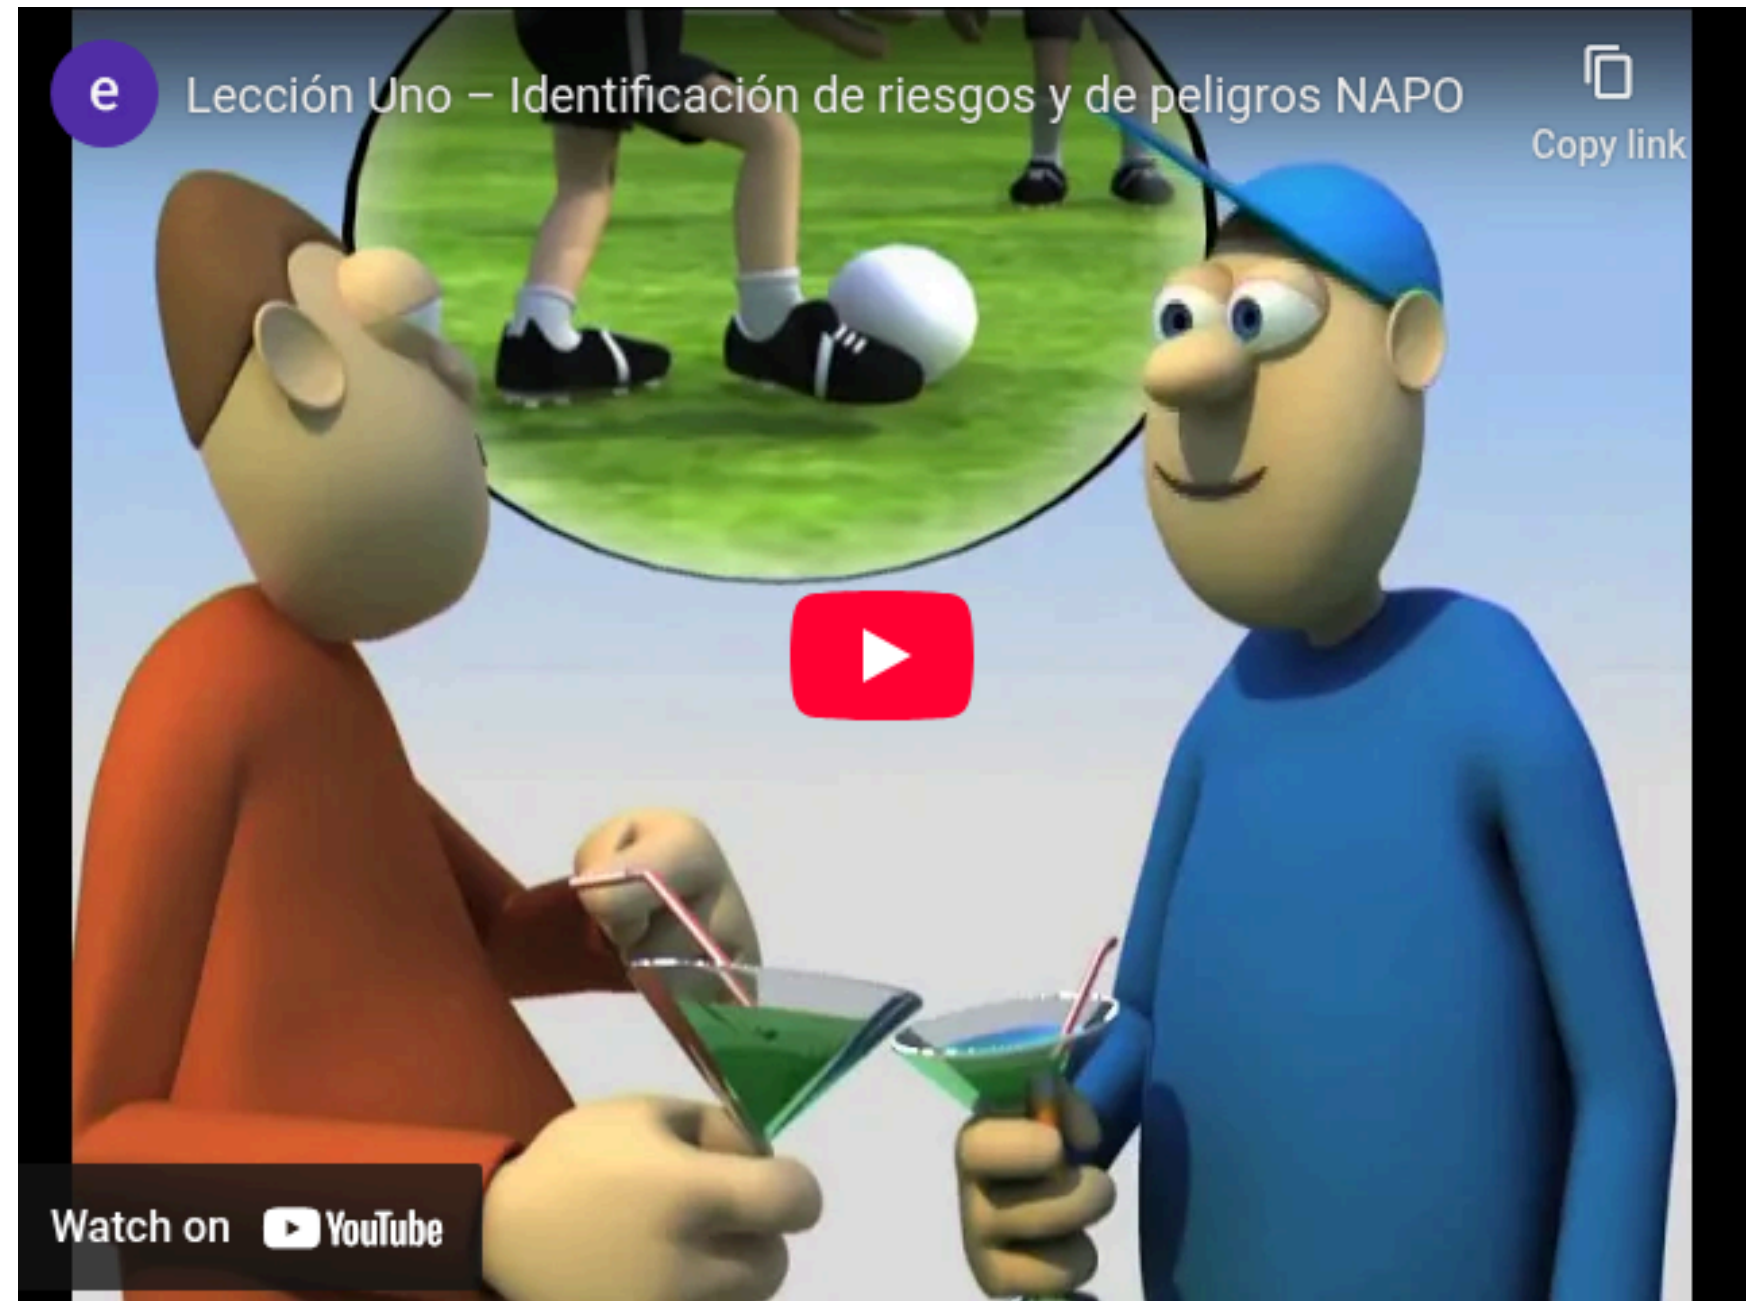 e
Lección Uno – Identificación de riesgos y de peligros NAPO
Copy link
Watch on YouTube